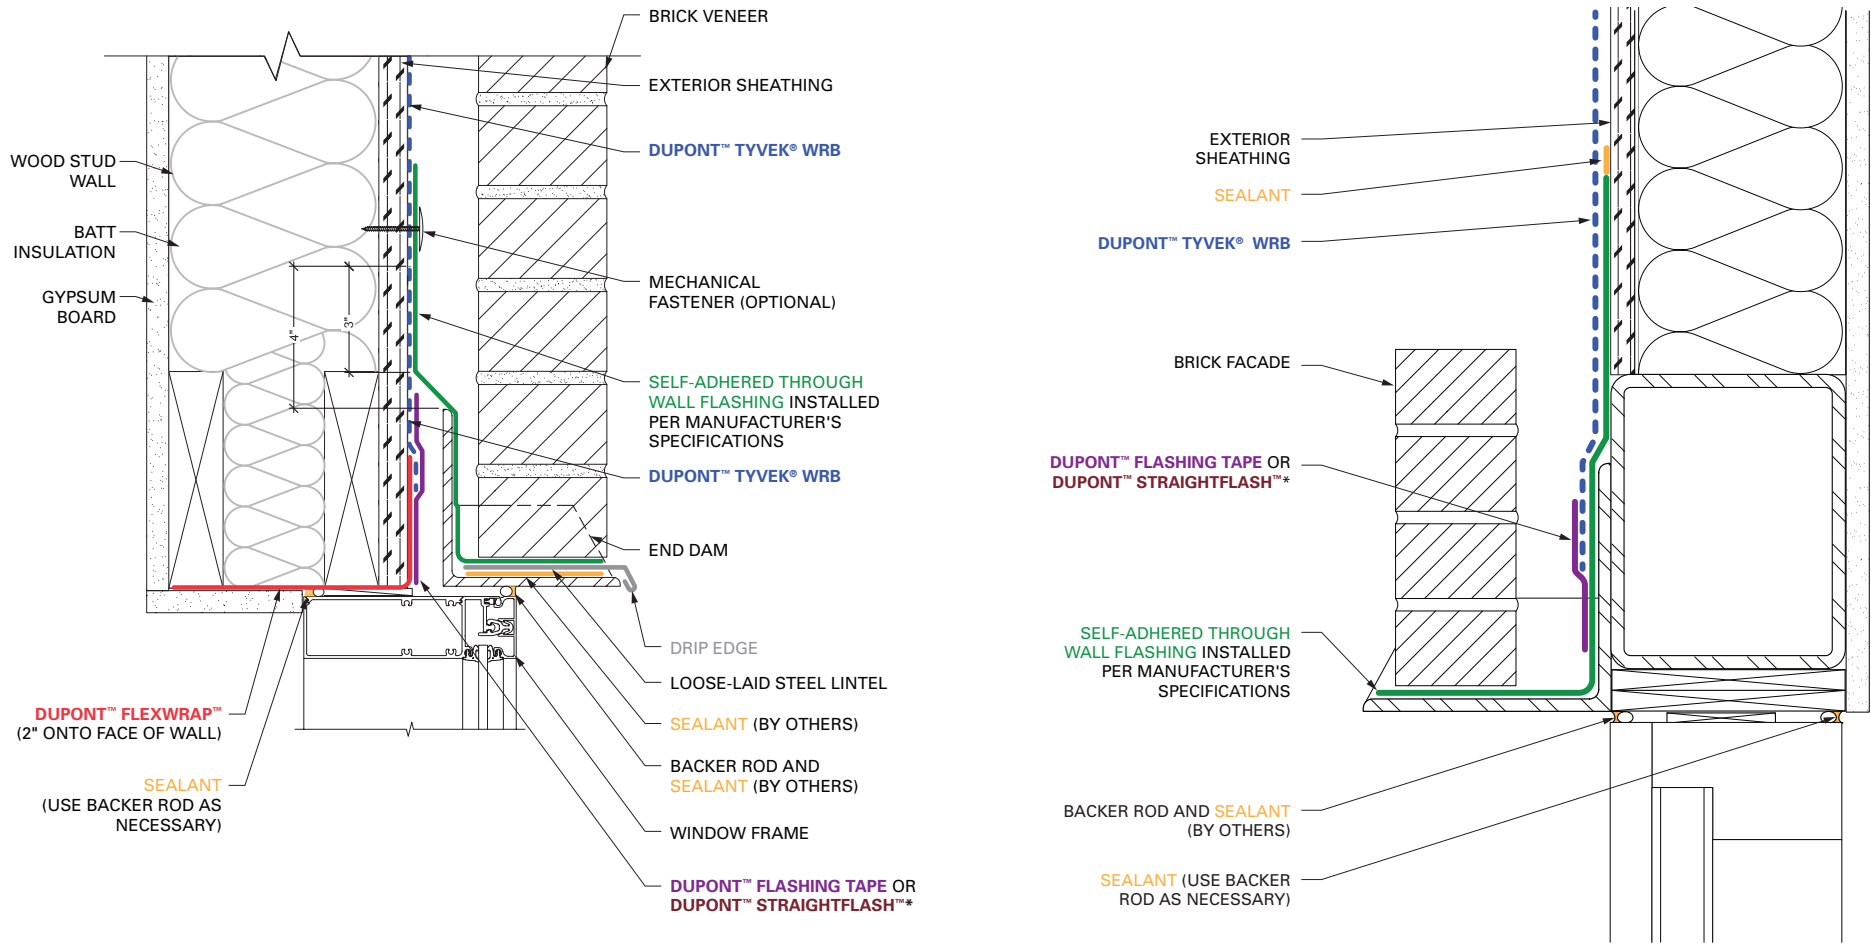 BRICK VENEER
EXTERIOR SHEATHING
DUPONT™ TYVEK® WRB
WOOD STUD
WALL
BATT
INSULATION
GYPSUM
BOARD
4"
3"
MECHANICAL
FASTENER (OPTIONAL)
SELF-ADHERED THROUGH
WALL FLASHING INSTALLED
PER MANUFACTURER'S
SPECIFICATIONS
DUPONT™ TYVEK® WRB
END DAM
DRIP EDGE
LOOSE-LAID STEEL LINTEL
SEALANT (BY OTHERS)
BACKER ROD AND
SEALANT (BY OTHERS)
WINDOW FRAME
DUPONT™ FLASHING TAPE OR
DUPONT™ STRAIGHTFLASH™*
DUPONT™ FLEXWRAP™
(2" ONTO FACE OF WALL)
SEALANT
(USE BACKER ROD AS
NECESSARY)
EXTERIOR
SHEATHING
SEALANT
DUPONT™ TYVEK® WRB
BRICK FACADE
DUPONT™ FLASHING TAPE OR
DUPONT™ STRAIGHTFLASH™*
SELF-ADHERED THROUGH
WALL FLASHING INSTALLED
PER MANUFACTURER'S
SPECIFICATIONS
BACKER ROD AND SEALANT
(BY OTHERS)
SEALANT (USE BACKER
ROD AS NECESSARY)